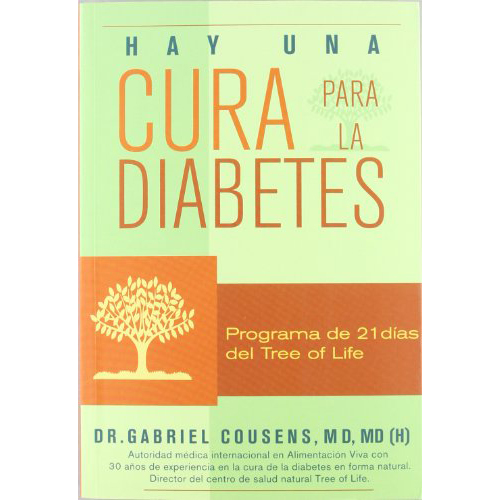 HAY UNA
CURA PARA
LA
DIABETES
Programa de 21días
del Tree of Life
DR. GABRIEL COUSENS, MD, MD (H)
Autoridad médica internacional en Alimentación Viva con
30 años de experiencia en la cura de la diabetes en forma natural.
Director del centro de salud natural Tree of Life.